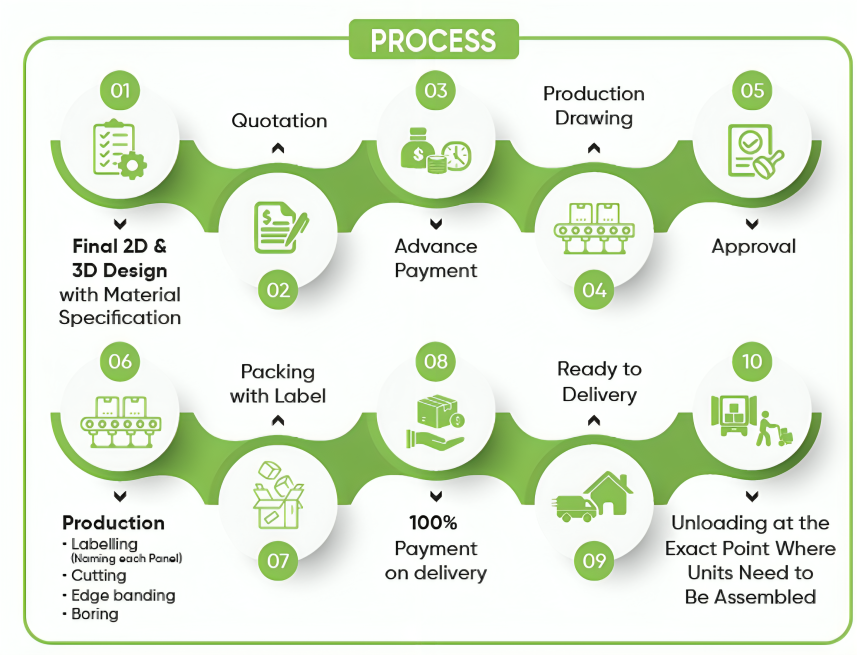 PROCESS
01
Final 2D &
3D Design
with Material
Specification
Quotation
02
03
Advance
Payment
Production
Drawing
04
05
Approval
06
Production
· Labelling
(Naming each Panel)
· Cutting
· Edge banding
· Boring
Packing
with Label
07
08
100%
Payment
on delivery
Ready to
Delivery
09
10
Unloading at the
Exact Point Where
Units Need to
Be Assembled
$
$
$